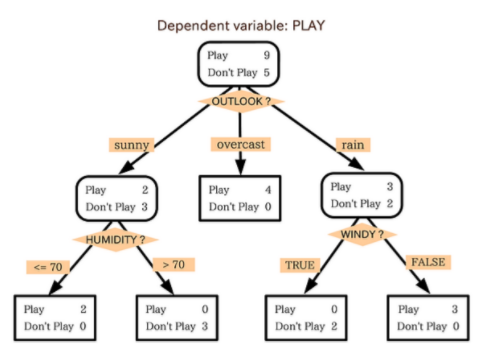 Dependent variable: PLAY
Play 9
Don't Play 5
OUTLOOK ?
sunny
overcast
rain
Play 2
Don't Play 3
Play 4
Don't Play 0
Play 3
Don't Play 2
HUMIDITY ?
WINDY ?
<= 70
> 70
TRUE
FALSE
Play 2
Don't Play 0
Play 0
Don't Play 3
Play 0
Don't Play 2
Play 3
Don't Play 0